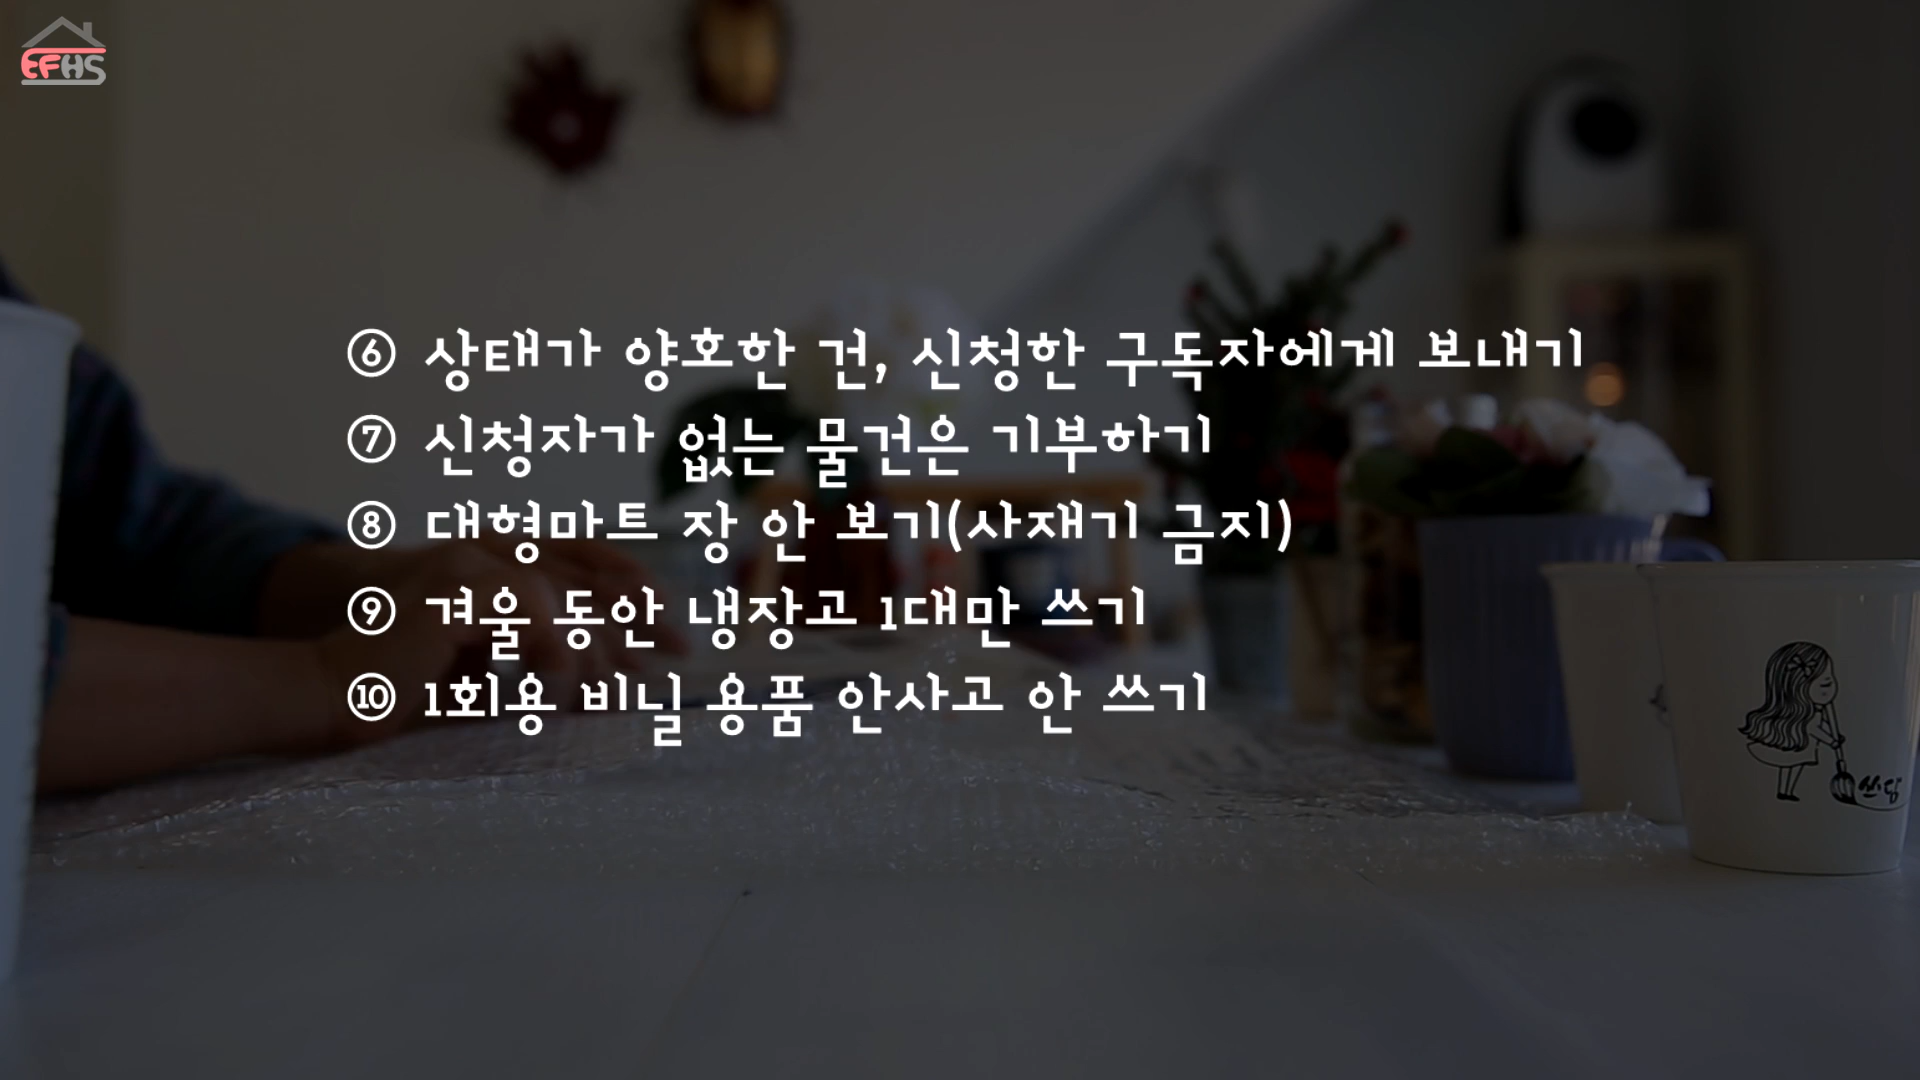 EFHS
⑥ 상태가 양호한 건, 신청한 구독자에게 보내기
⑦ 신청자가 없는 물건은 기부하기
⑧ 대형마트 장 안 보기(사재기 금지)
⑨ 겨울 동안 냉장고 1대만 쓰기
⑩ 1회용 비닐 용품 안사고 안 쓰기
쓰담